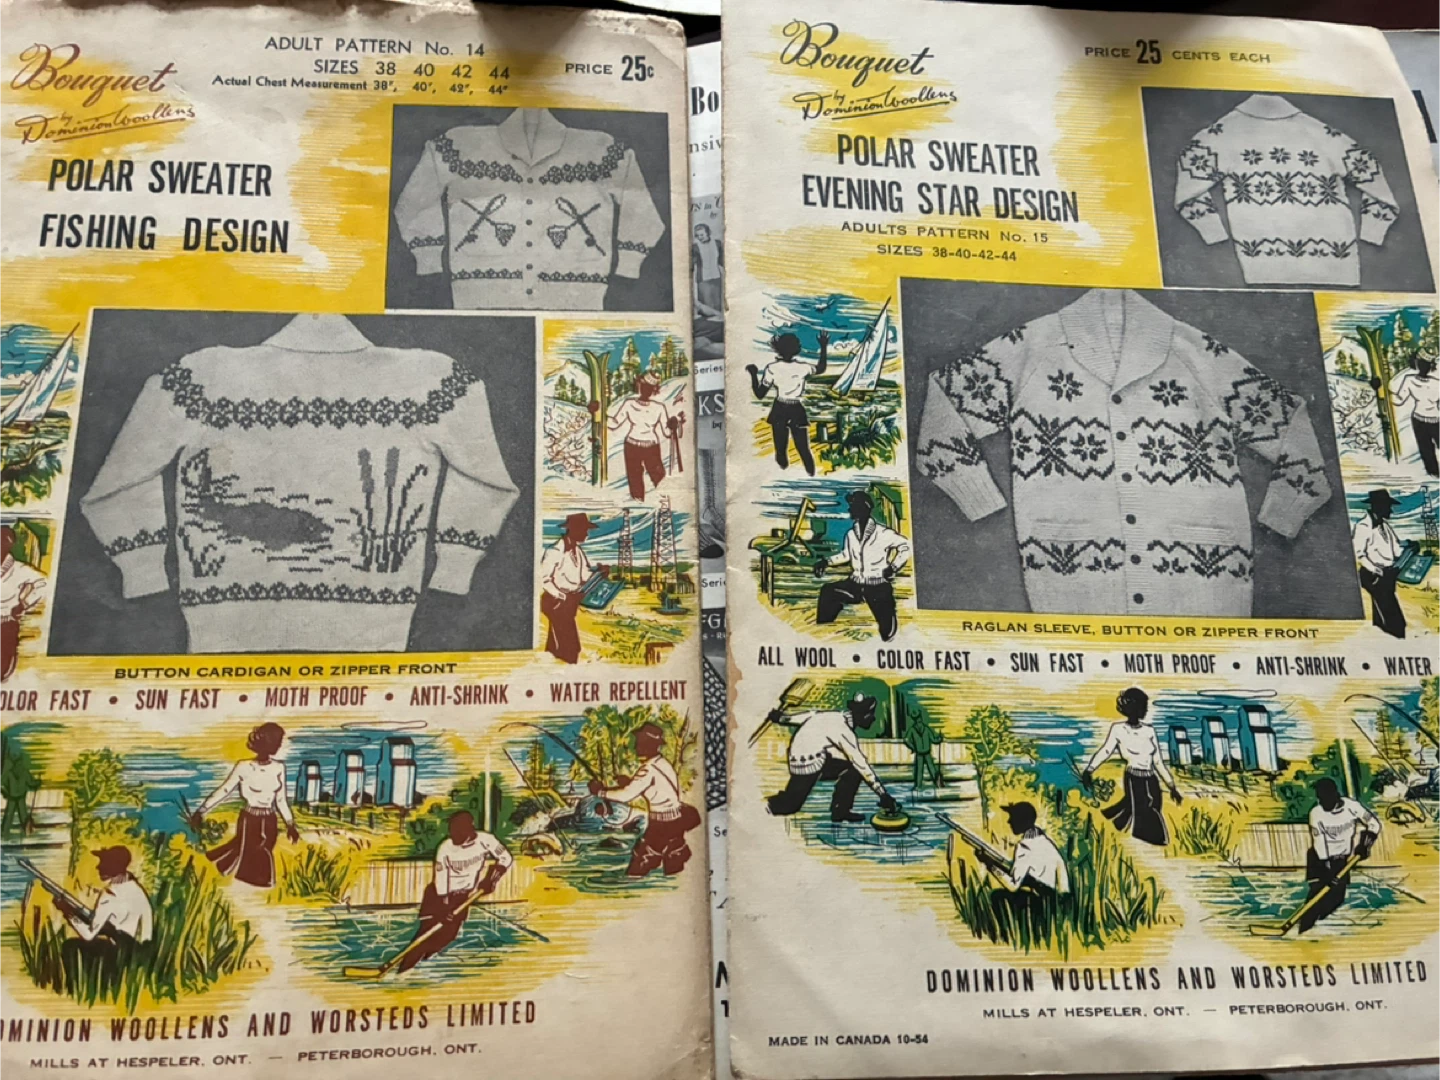 Bouquet
by
Dominion Woollens
ADULT PATTERN No. 14
SIZES 38 40 42 44
Actual Chest Measurement 38", 40", 42", 44"
PRICE 25c
POLAR SWEATER
FISHING DESIGN
BUTTON CARDIGAN OR ZIPPER FRONT
FAST • SUN FAST • MOTH PROOF • ANTI-SHRINK • WATER REPELLENT
WOOLLENS AND WORSTEDS LIMITED
MILLS AT HESPELER, ONT. — PETERBOROUGH, ONT.
Bo
Series
KS
by
Bouquet
by
Dominion Woollens
PRICE 25 CENTS EACH
POLAR SWEATER
EVENING STAR DESIGN
ADULTS PATTERN No. 15
SIZES 38-40-42-44
RAGLAN SLEEVE, BUTTON OR ZIPPER FRONT
ALL WOOL • COLOR FAST • SUN FAST • MOTH PROOF • ANTI-SHRINK • WATER
DOMINION WOOLLENS AND WORSTEDS LIMITED
MILLS AT HESPELER, ONT. — PETERBOROUGH, ONT.
MADE IN CANADA 10-54